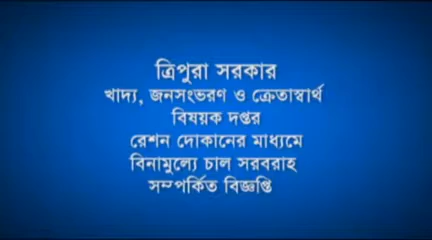 ত্রিপুরা সরকার
খাদ্য, জনসংভরণ ও ক্রেতাস্বার্থ
বিষয়ক দপ্তর
রেশন দোকানের মাধ্যমে
বিনামুল্যে চাল সরবরাহ
সম্পর্কিত বিজ্ঞপ্তি